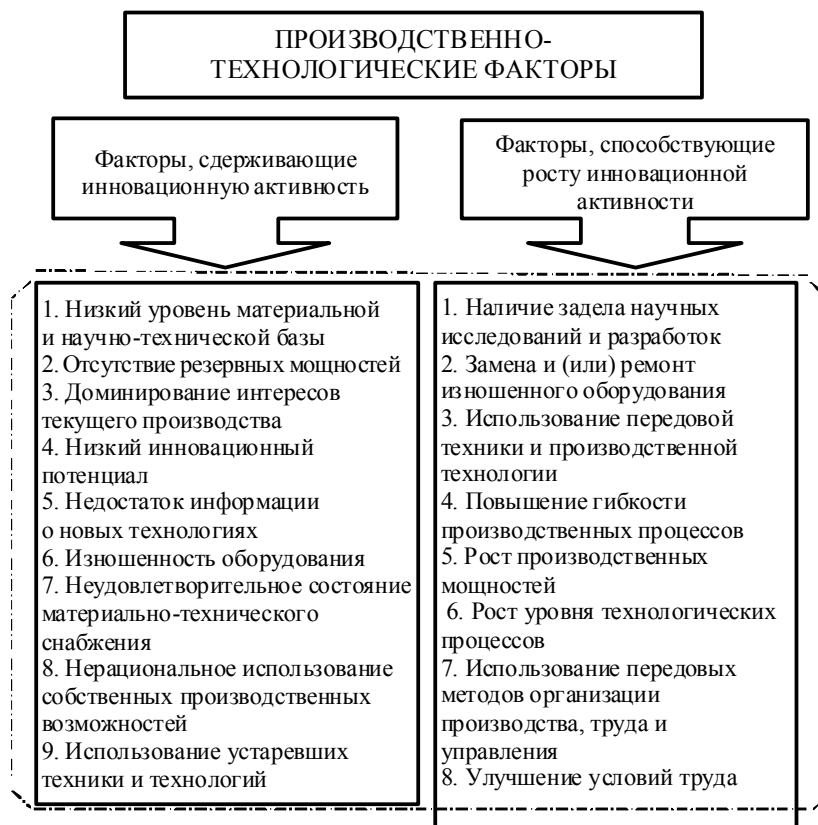 ПРОИЗВОДСТВЕННО-
ТЕХНОЛОГИЧЕСКИЕ ФАКТОРЫ
Факторы, сдерживающие
инновационную активность
Факторы, способствующие
росту инновационной
активности
1. Низкий уровень материальной
и научно-технической базы
2. Отсутствие резервных мощностей
3. Доминирование интересов
текущего производства
4. Низкий инновационный
потенциал
5. Недостаток информации
о новых технологиях
6. Изношенность оборудования
7. Неудовлетворительное состояние
материально-технического
снабжения
8. Нерациональное использование
собственных производственных
возможностей
9. Использование устаревших
техники и технологий
1. Наличие задела научных
исследований и разработок
2. Замена и (или) ремонт
изношенного оборудования
3. Использование передовой
техники и производственной
технологии
4. Повышение гибкости
производственных процессов
5. Рост производственных
мощностей
6. Рост уровня технологических
процессов
7. Использование передовых
методов организации
производства, труда и
управления
8. Улучшение условий труда